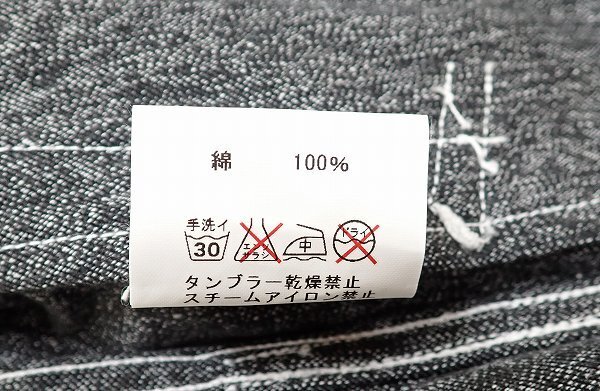 綿 100%
手洗イ
30 エンソサラシ 中 ドライ
タンブラー乾燥禁止
スチームアイロン禁止